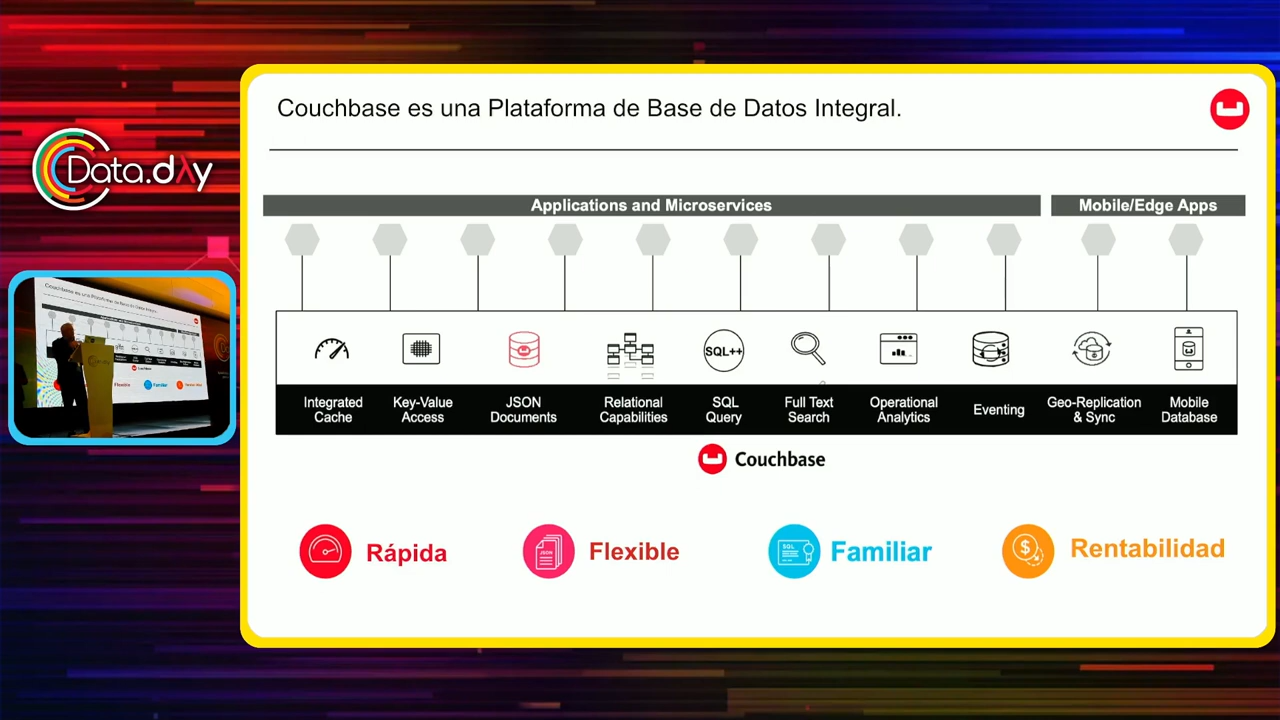 Couchbase es una Plataforma de Base de Datos Integral.
Data.dAy
Applications and Microservices
Mobile/Edge Apps
SQL++
Integrated
Cache
Key-Value
Access
JSON
Documents
Relational
Capabilities
SQL
Query
Full Text
Search
Operational
Analytics
Eventing
Geo-Replication
& Sync
Mobile
Database
Couchbase
Rápida
JSON
Flexible
SQL
Familiar
$
Rentabilidad